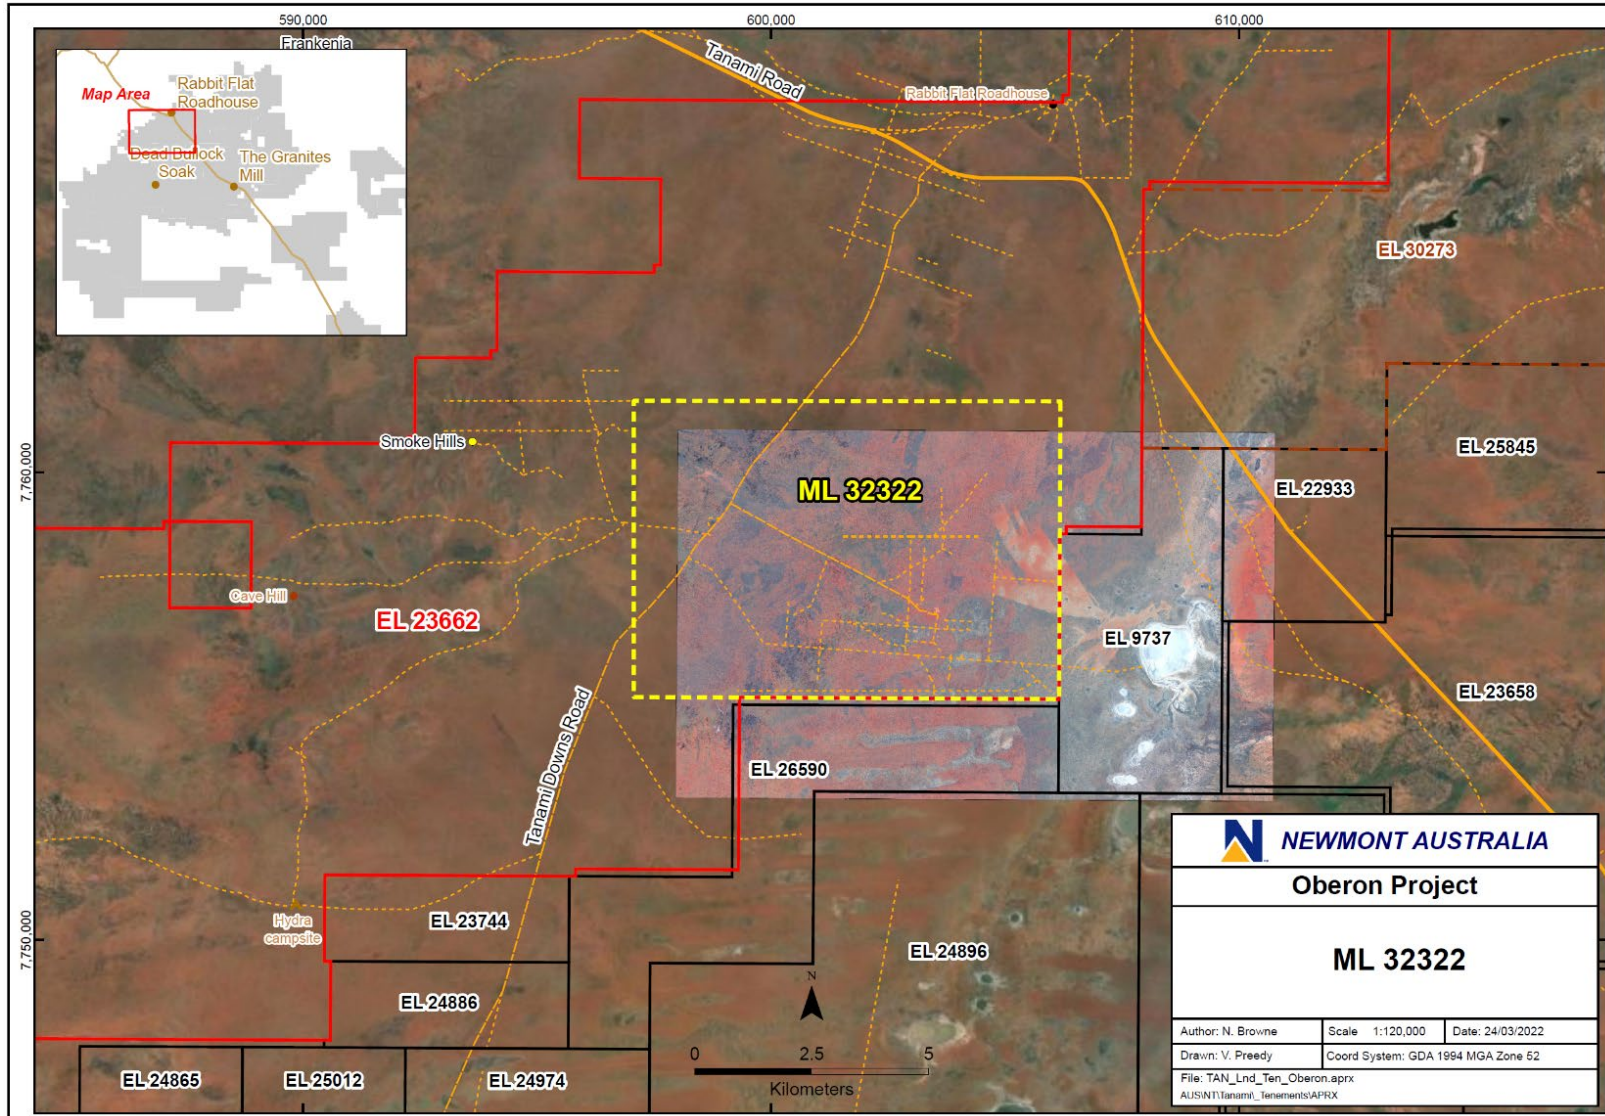 590,000
600,000
610,000
Frankenia
Map Area
Rabbit Flat
Roadhouse
Dead Bullock
Soak
The Granites
Mill
Tanami Road
Rabbit Flat Roadhouse
EL 30273
7,760,000
Smoke Hills
ML 32322
EL 25845
EL 22933
Cave Hill
EL 23662
EL 9737
EL 23658
Tanami Downs Road
EL 26590
7,750,000
Hydra
campsite
EL 23744
EL 24896
EL 24886
N
EL 24865
EL 25012
EL 24974
0 2.5 5
Kilometers
NEWMONT AUSTRALIA
Oberon Project
ML 32322
Author: N. Browne
Scale 1:120,000
Date: 24/03/2022
Drawn: V. Preedy
Coord System: GDA 1994 MGA Zone 52
File: TAN_Lnd_Ten_Oberon.aprx
AUS\NT\Tanami\_Tenements\APRX